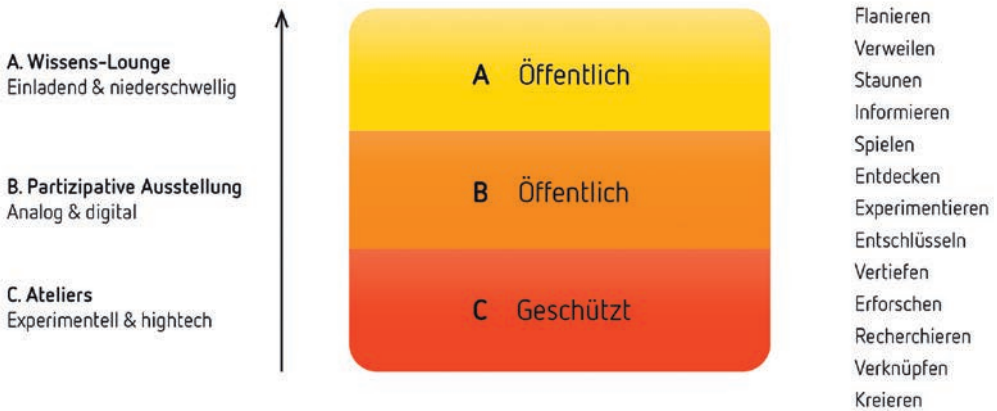 A. Wissens-Lounge
Einladend & niederschwellig
B. Partizipative Ausstellung
Analog & digital
C. Ateliers
Experimentell & hightech
A Öffentlich
B Öffentlich
C Geschützt
Flanieren
Verweilen
Staunen
Informieren
Spielen
Entdecken
Experimentieren
Entschlüsseln
Vertiefen
Erforschen
Recherchieren
Verknüpfen
Kreieren